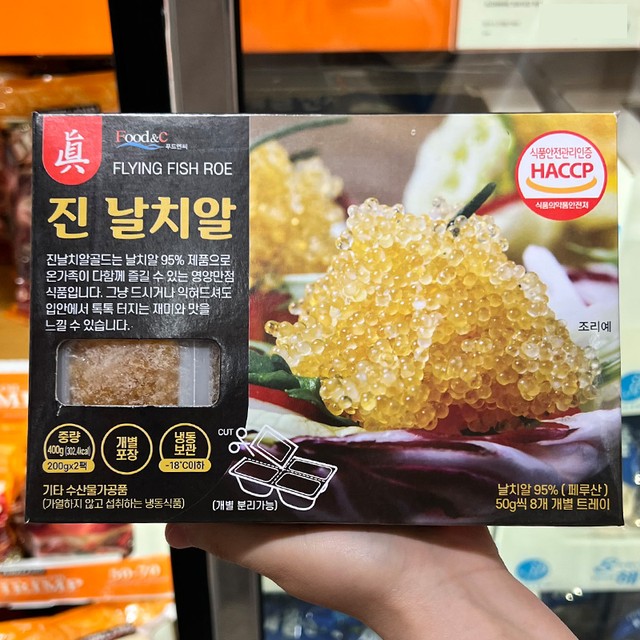 眞
Food&C
푸드앤씨
FLYING FISH ROE
진 날치알
진날치알골드는 날치알 95% 제품으로
온가족이 다함께 즐길 수 있는 영양만점
식품입니다. 그냥 드시거나 익혀드셔도
입안에서 톡톡 터지는 재미와 맛을
느낄 수 있습니다.
식품안전관리인증
HACCP
식품의약품안전처
조리예
중량
400g (302.4kcal)
200gx2팩
개별
포장
냉동
보관
-18℃이하
CUT
(개별 분리가능)
기타 수산물가공품
(가열하지 않고 섭취하는 냉동식품)
날치알 95% ( 페루산 )
50g씩 8개 개별 트레이